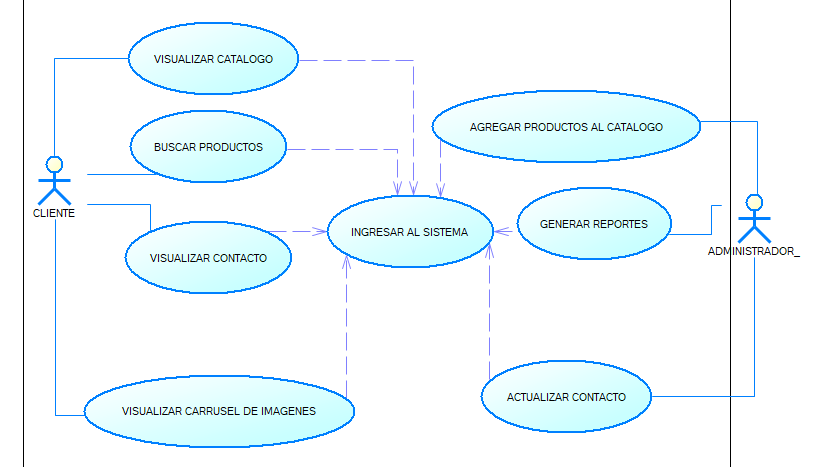 VISUALIZAR CATALOGO
AGREGAR PRODUCTOS AL CATALOGO
BUSCAR PRODUCTOS
CLIENTE
GENERAR REPORTES
INGRESAR AL SISTEMA
ADMINISTRADOR_
VISUALIZAR CONTACTO
ACTUALIZAR CONTACTO
VISUALIZAR CARRUSEL DE IMAGENES